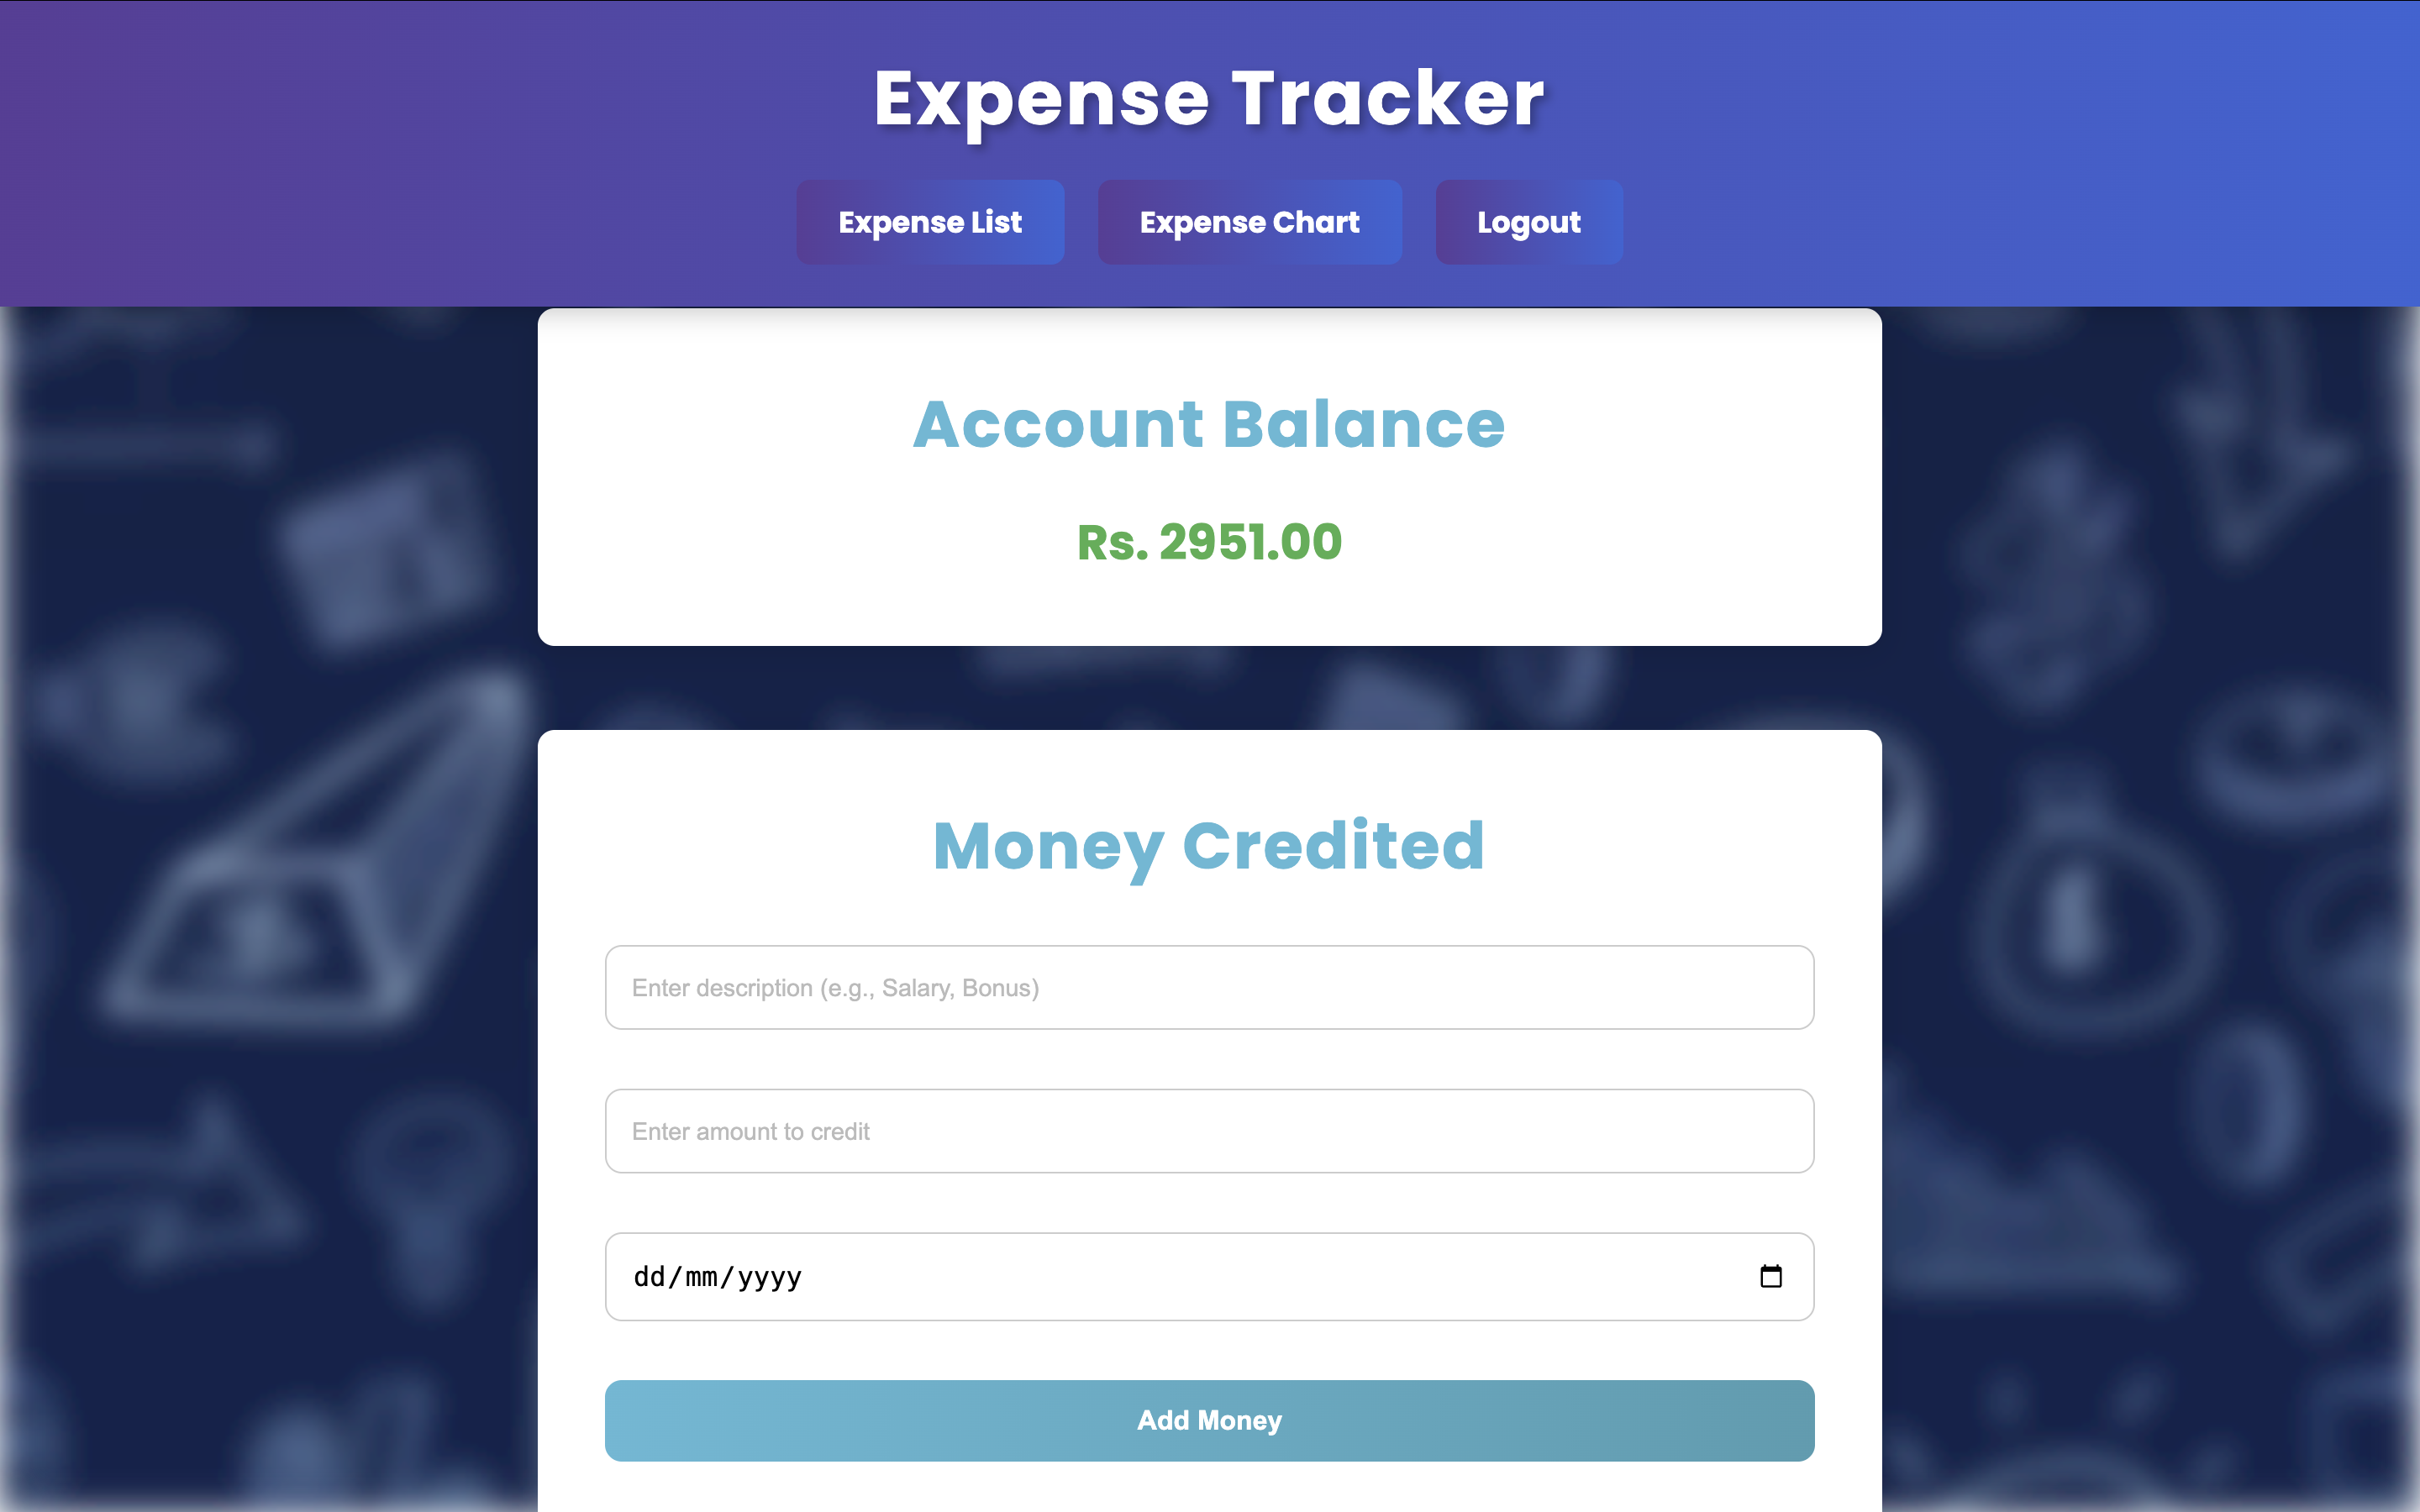 Expense Tracker
Expense List Expense Chart Logout
Account Balance
Rs. 2951.00
Money Credited
Enter description (e.g., Salary, Bonus)
Enter amount to credit
dd/mm/yyyy
Add Money